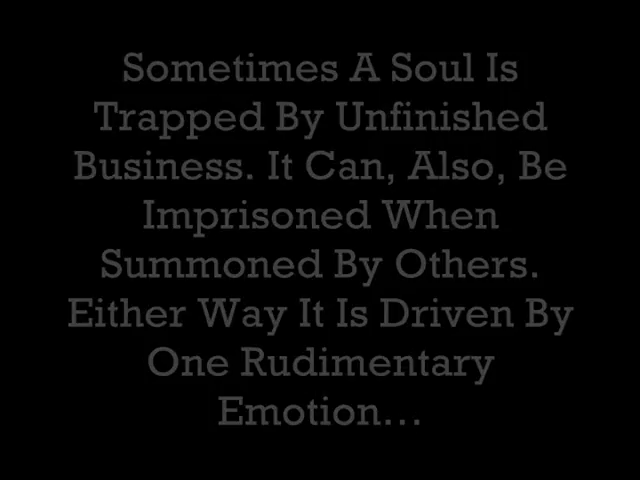 Sometimes A Soul Is
Trapped By Unfinished
Business. It Can, Also, Be
Imprisoned When
Summoned By Others.
Either Way It Is Driven By
One Rudimentary
Emotion...